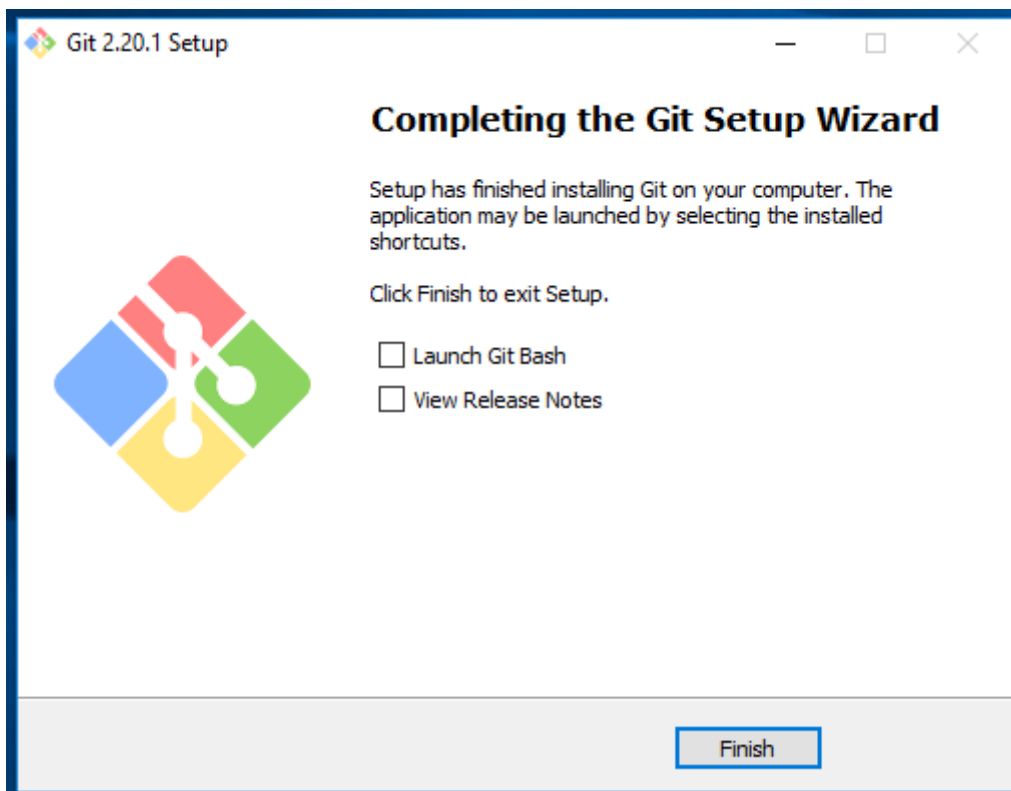 Git 2.20.1 Setup
Completing the Git Setup Wizard
Setup has finished installing Git on your computer. The
application may be launched by selecting the installed
shortcuts.
Click Finish to exit Setup.
Launch Git Bash
View Release Notes
Finish